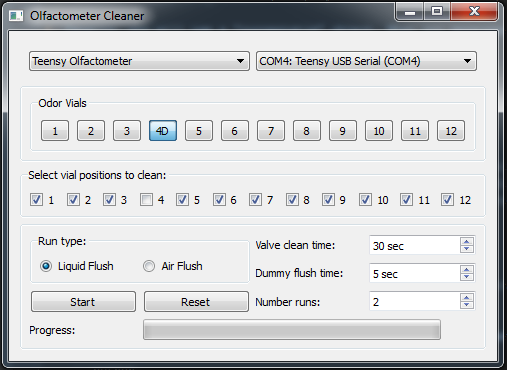 Olfactometer Cleaner
Teensy Olfactometer COM4: Teensy USB Serial (COM4)
Odor Vials
1 2 3 4D 5 6 7 8 9 10 11 12
Select vial positions to clean:
1 2 3 4 5 6 7 8 9 10 11 12
Run type:
Liquid Flush Air Flush
Valve clean time: 30 sec
Dummy flush time: 5 sec
Start Reset Number runs: 2
Progress: